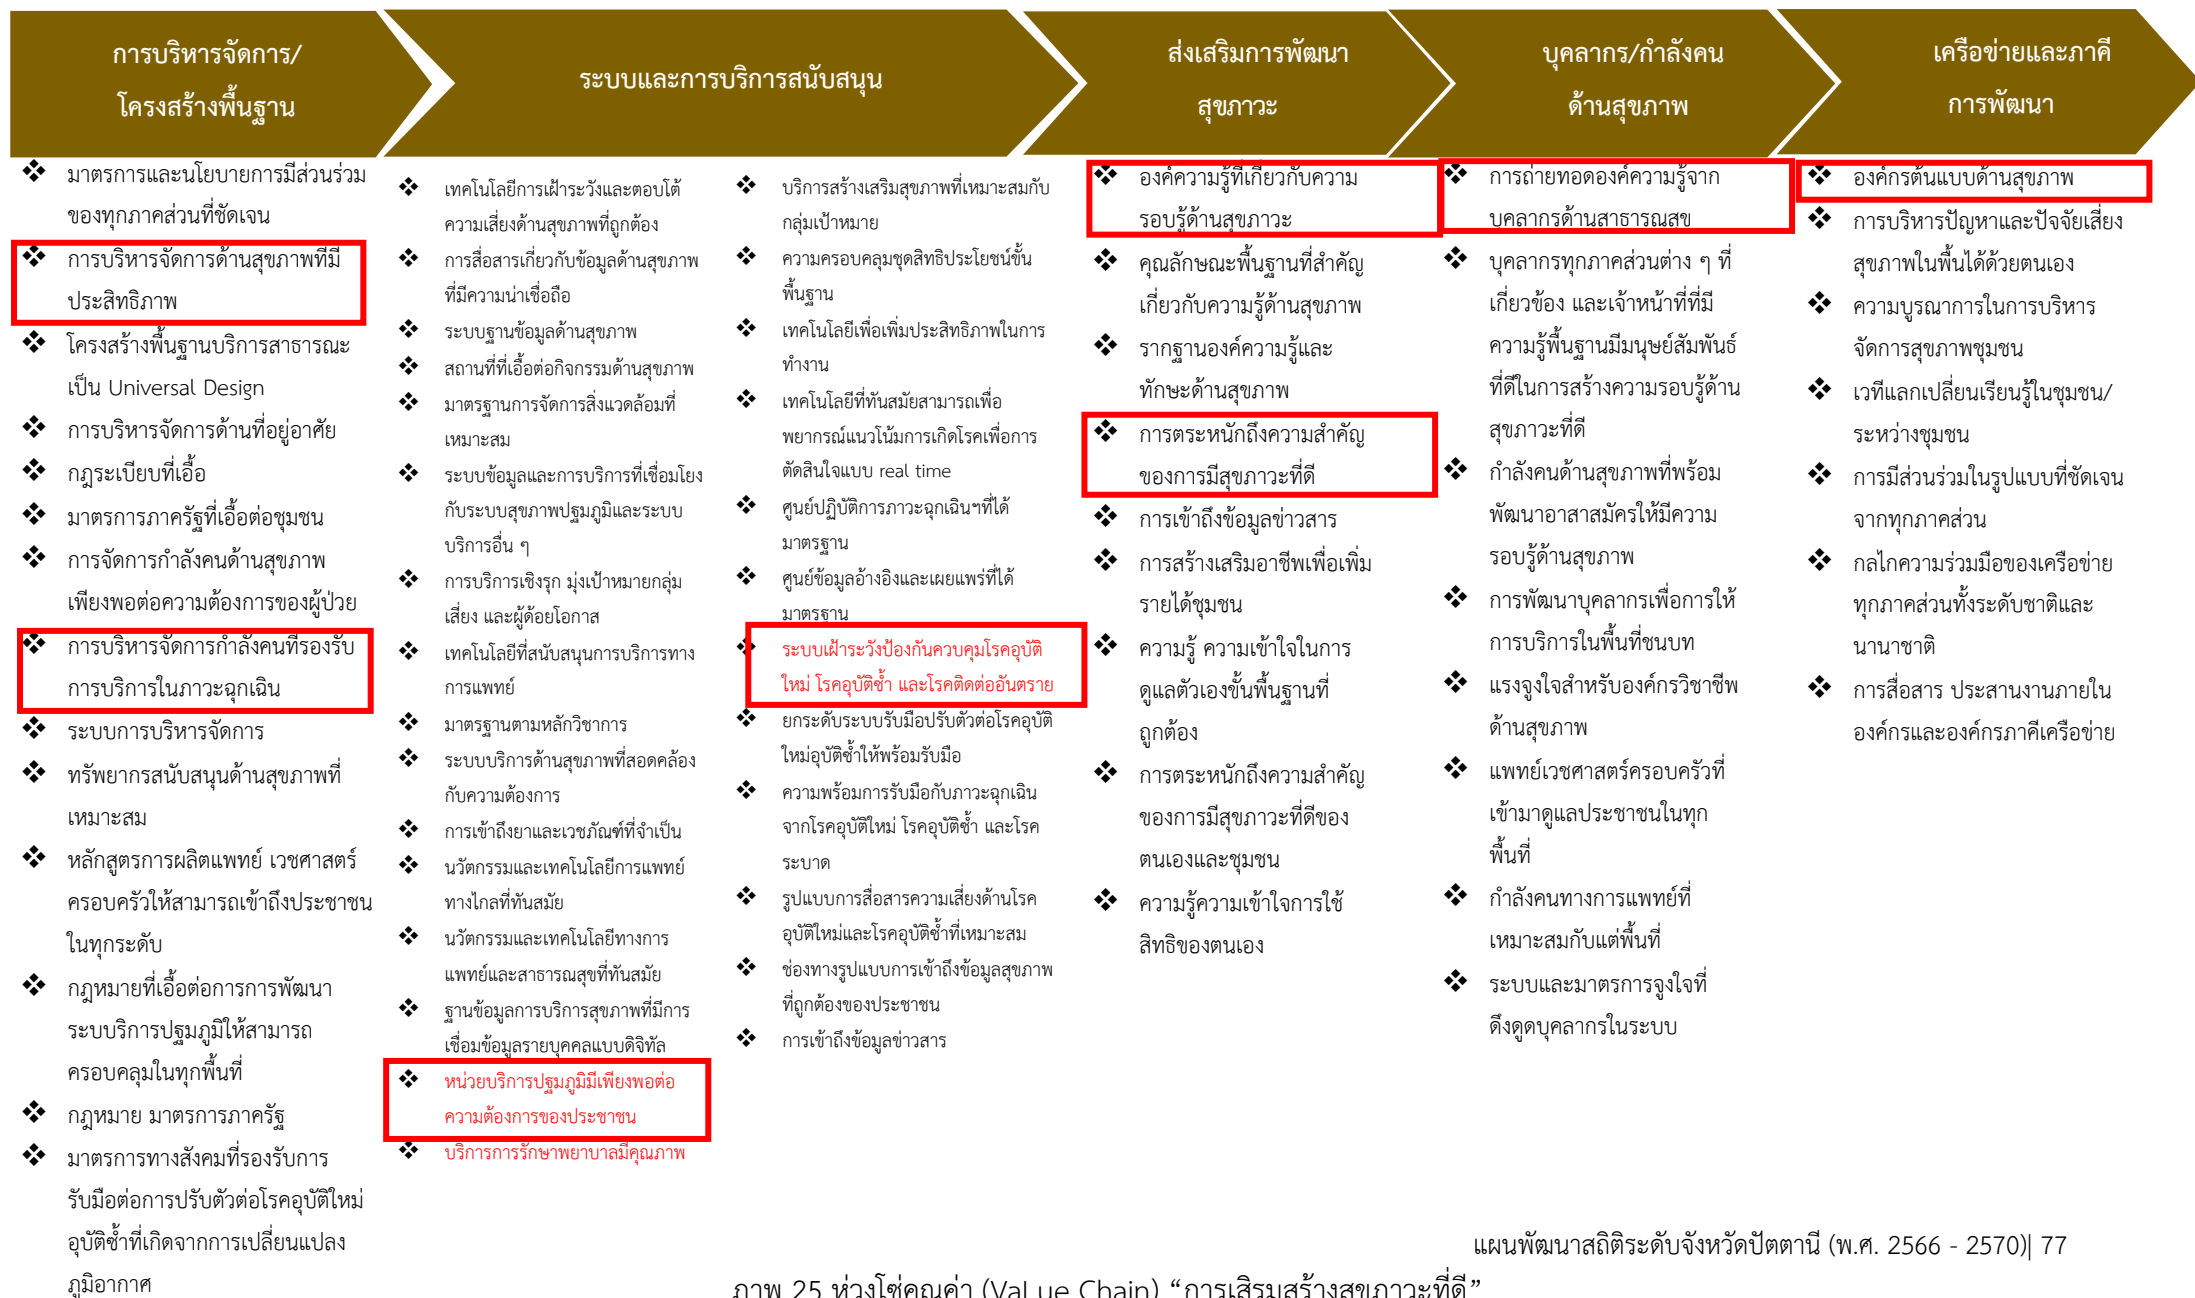 การบริหารจัดการ/
โครงสร้างพื้นฐาน
ระบบและการบริการสนับสนุน
ส่งเสริมการพัฒนา
สุขภาวะ
บุคลากร/กำลังคน
ด้านสุขภาพ
เครือข่ายและภาคี
การพัฒนา
❖ มาตรการและนโยบายการมีส่วนร่วม
ของทุกภาคส่วนที่ชัดเจน
❖ การบริหารจัดการด้านสุขภาพที่มี
ประสิทธิภาพ
❖ โครงสร้างพื้นฐานบริการสาธารณะ
เป็น Universal Design
❖ การบริหารจัดการด้านที่อยู่อาศัย
❖ กฎระเบียบที่เอื้อ
❖ มาตรการภาครัฐที่เอื้อต่อชุมชน
❖ การจัดการกำลังคนด้านสุขภาพ
เพียงพอต่อความต้องการของผู้ป่วย
❖ การบริหารจัดการกำลังคนที่รองรับ
การบริการในภาวะฉุกเฉิน
❖ ระบบการบริหารจัดการ
❖ ทรัพยากรสนับสนุนด้านสุขภาพที่
เหมาะสม
❖ หลักสูตรการผลิตแพทย์ เวชศาสตร์
ครอบครัวให้สามารถเข้าถึงประชาชน
ในทุกระดับ
❖ กฎหมายที่เอื้อต่อการการพัฒนา
ระบบบริการปฐมภูมิให้สามารถ
ครอบคลุมในทุกพื้นที่
❖ กฎหมาย มาตรการภาครัฐ
❖ มาตรการทางสังคมที่รองรับการ
รับมือต่อการปรับตัวต่อโรคอุบัติใหม่
อุบัติซ้ำที่เกิดจากการเปลี่ยนแปลง
ภูมิอากาศ
❖ เทคโนโลยีการเฝ้าระวังและตอบโต้
ความเสี่ยงด้านสุขภาพที่ถูกต้อง
❖ การสื่อสารเกี่ยวกับข้อมูลด้านสุขภาพ
ที่มีความน่าเชื่อถือ
❖ ระบบฐานข้อมูลด้านสุขภาพ
❖ สถานที่ที่เอื้อต่อกิจกรรมด้านสุขภาพ
❖ มาตรฐานการจัดการสิ่งแวดล้อมที่
เหมาะสม
❖ ระบบข้อมูลและการบริการที่เชื่อมโยง
กับระบบสุขภาพปฐมภูมิและระบบ
บริการอื่น ๆ
❖ การบริการเชิงรุก มุ่งเป้าหมายกลุ่ม
เสี่ยง และผู้ด้อยโอกาส
❖ เทคโนโลยีที่สนับสนุนการบริการทาง
การแพทย์
❖ มาตรฐานตามหลักวิชาการ
❖ ระบบบริการด้านสุขภาพที่สอดคล้อง
กับความต้องการ
❖ การเข้าถึงยาและเวชภัณฑ์ที่จำเป็น
❖ นวัตกรรมและเทคโนโลยีการแพทย์
ทางไกลที่ทันสมัย
❖ นวัตกรรมและเทคโนโลยีทางการ
แพทย์และสาธารณสุขที่ทันสมัย
❖ ฐานข้อมูลการบริการสุขภาพที่มีการ
เชื่อมข้อมูลรายบุคคลแบบดิจิทัล
❖ หน่วยบริการปฐมภูมิมีเพียงพอต่อ
ความต้องการของประชาชน
❖ บริการการรักษาพยาบาลมีคุณภาพ
❖ บริการสร้างเสริมสุขภาพที่เหมาะสมกับ
กลุ่มเป้าหมาย
❖ ความครอบคลุมชุดสิทธิประโยชน์ขั้น
พื้นฐาน
❖ เทคโนโลยีเพื่อเพิ่มประสิทธิภาพในการ
ทำงาน
❖ เทคโนโลยีที่ทันสมัยสามารถเพื่อ
พยากรณ์แนวโน้มการเกิดโรคเพื่อการ
ตัดสินใจแบบ real time
❖ ศูนย์ปฏิบัติการภาวะฉุกเฉินฯที่ได้
มาตรฐาน
❖ ศูนย์ข้อมูลอ้างอิงและเผยแพร่ที่ได้
มาตรฐาน
❖ ระบบเฝ้าระวังป้องกันควบคุมโรคอุบัติ
ใหม่ โรคอุบัติซ้ำ และโรคติดต่ออันตราย
❖ ยกระดับระบบรับมือปรับตัวต่อโรคอุบัติ
ใหม่อุบัติซ้ำให้พร้อมรับมือ
❖ ความพร้อมการรับมือกับภาวะฉุกเฉิน
จากโรคอุบัติใหม่ โรคอุบัติซ้ำ และโรค
ระบาด
❖ รูปแบบการสื่อสารความเสี่ยงด้านโรค
อุบัติใหม่และโรคอุบัติซ้ำที่เหมาะสม
❖ ช่องทางรูปแบบการเข้าถึงข้อมูลสุขภาพ
ที่ถูกต้องของประชาชน
❖ การเข้าถึงข้อมูลข่าวสาร
❖ องค์ความรู้ที่เกี่ยวกับความ
รอบรู้ด้านสุขภาวะ
❖ คุณลักษณะพื้นฐานที่สำคัญ
เกี่ยวกับความรู้ด้านสุขภาพ
❖ รากฐานองค์ความรู้และ
ทักษะด้านสุขภาพ
❖ การตระหนักถึงความสำคัญ
ของการมีสุขภาวะที่ดี
❖ การเข้าถึงข้อมูลข่าวสาร
❖ การสร้างเสริมอาชีพเพื่อเพิ่ม
รายได้ชุมชน
❖ ความรู้ ความเข้าใจในการ
ดูแลตัวเองขั้นพื้นฐานที่
ถูกต้อง
❖ การตระหนักถึงความสำคัญ
ของการมีสุขภาวะที่ดีของ
ตนเองและชุมชน
❖ ความรู้ความเข้าใจการใช้
สิทธิของตนเอง
❖ การถ่ายทอดองค์ความรู้จาก
บุคลากรด้านสาธารณสุข
❖ บุคลากรทุกภาคส่วนต่าง ๆ ที่
เกี่ยวข้อง และเจ้าหน้าที่ที่มี
ความรู้พื้นฐานมีมนุษย์สัมพันธ์
ที่ดีในการสร้างความรอบรู้ด้าน
สุขภาวะที่ดี
❖ กำลังคนด้านสุขภาพที่พร้อม
พัฒนาอาสาสมัครให้มีความ
รอบรู้ด้านสุขภาพ
❖ การพัฒนาบุคลากรเพื่อการให้
การบริการในพื้นที่ชนบท
❖ แรงจูงใจสำหรับองค์กรวิชาชีพ
ด้านสุขภาพ
❖ แพทย์เวชศาสตร์ครอบครัวที่
เข้ามาดูแลประชาชนในทุก
พื้นที่
❖ กำลังคนทางการแพทย์ที่
เหมาะสมกับแต่พื้นที่
❖ ระบบและมาตรการจูงใจที่
ดึงดูดบุคลากรในระบบ
❖ องค์กรต้นแบบด้านสุขภาพ
❖ การบริหารปัญหาและปัจจัยเสี่ยง
สุขภาพในพื้นได้ด้วยตนเอง
❖ ความบูรณาการในการบริหาร
จัดการสุขภาพชุมชน
❖ เวทีแลกเปลี่ยนเรียนรู้ในชุมชน/
ระหว่างชุมชน
❖ การมีส่วนร่วมในรูปแบบที่ชัดเจน
จากทุกภาคส่วน
❖ กลไกความร่วมมือของเครือข่าย
ทุกภาคส่วนทั้งระดับชาติและ
นานาชาติ
❖ การสื่อสาร ประสานงานภายใน
องค์กรและองค์กรภาคีเครือข่าย
แผนพัฒนาสถิติระดับจังหวัดปัตตานี (พ.ศ. 2566 - 2570)| 77
ภาพ 25 ห่วงโซ่คุณค่า (VaLue Chain) “การเสิรมสร้างสุขภาวะที่ดี”